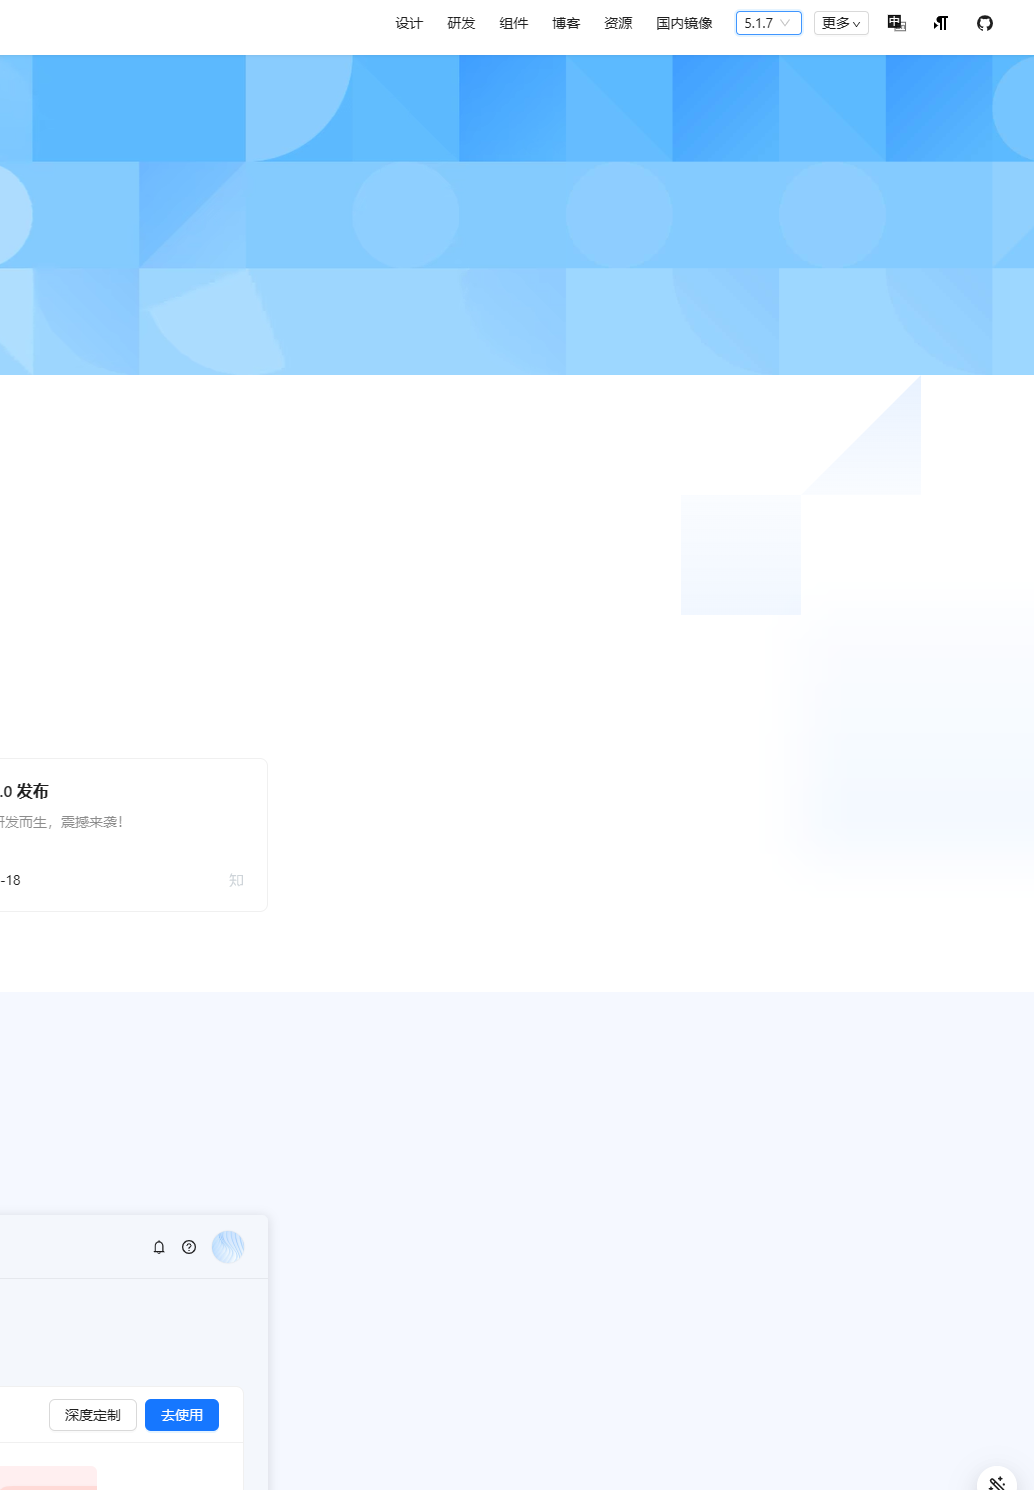 设计 研发 组件 博客 资源 国内镜像 5.1.7 更多
.0 发布
研发而生，震撼来袭！
-18 知
深度定制 去使用